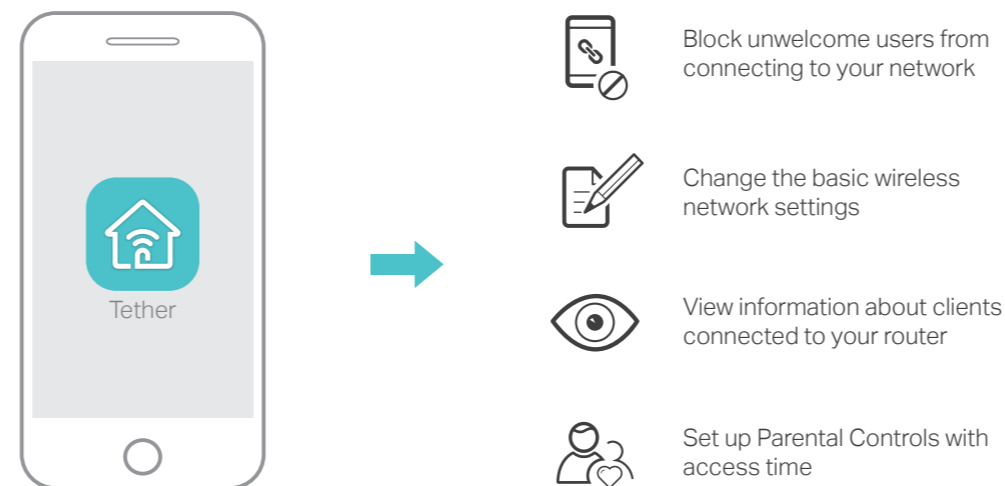 Tether
Block unwelcome users from
connecting to your network
Change the basic wireless
network settings
View information about clients
connected to your router
Set up Parental Controls with
access time